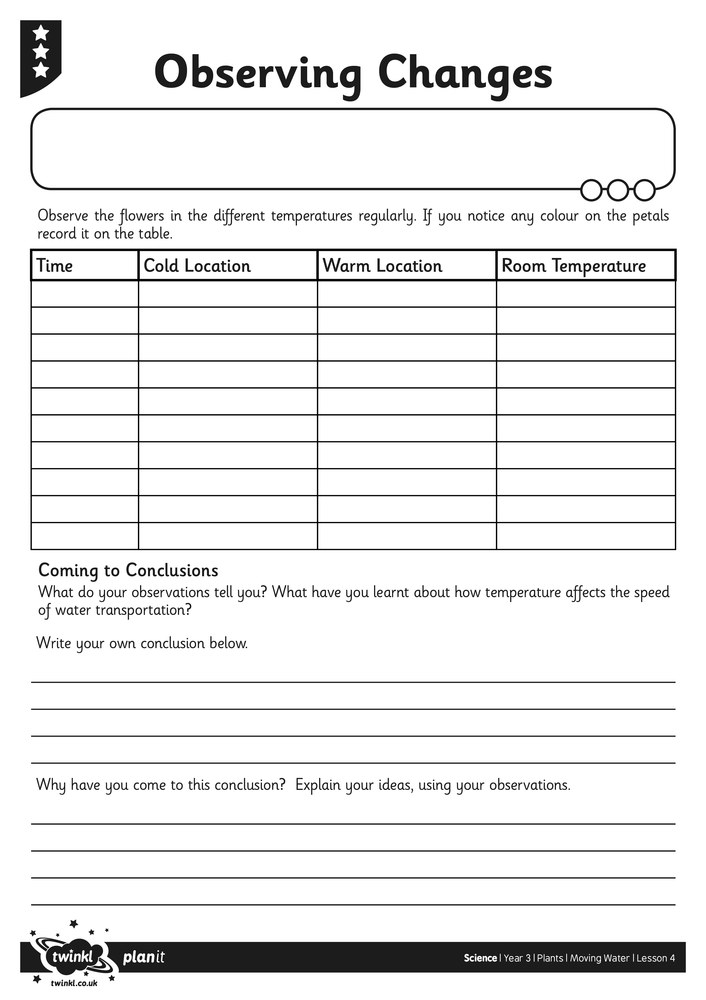 Observing Changes
Observe the flowers in the different temperatures regularly. If you notice any colour on the petals
record it on the table.
Time Cold Location Warm Location Room Temperature
Coming to Conclusions
What do your observations tell you? What have you learnt about how temperature affects the speed
of water transportation?
Write your own conclusion below.
Why have you come to this conclusion? Explain your ideas, using your observations.
twinkl planit
Science | Year 3 | Plants | Moving Water | Lesson 4
twinkl.co.uk